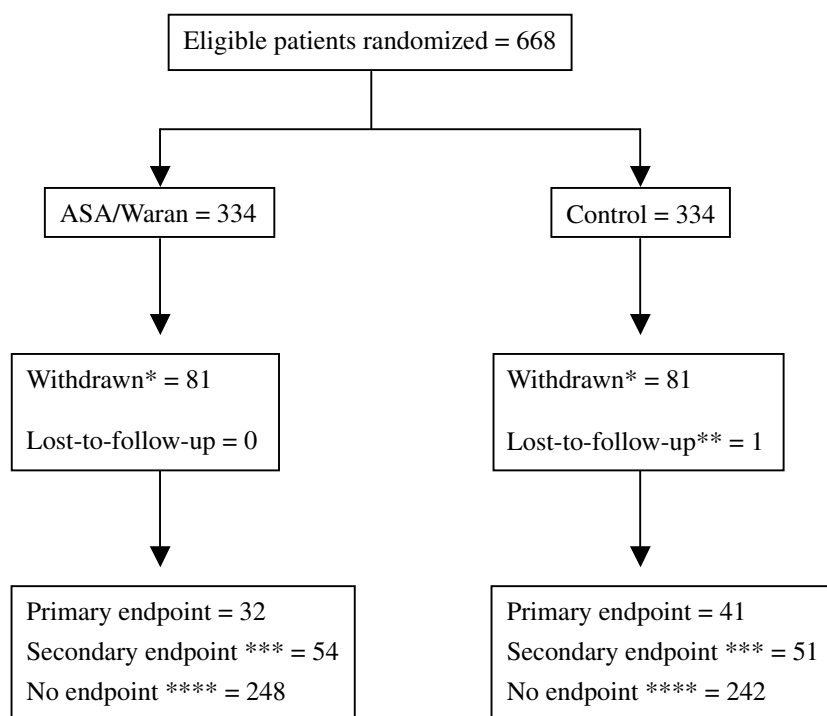 Eligible patients randomized = 668
ASA/Waran = 334
Control = 334
Withdrawn* = 81
Lost-to-follow-up = 0
Withdrawn* = 81
Lost-to-follow-up** = 1
Primary endpoint = 32
Secondary endpoint *** = 54
No endpoint **** = 248
Primary endpoint = 41
Secondary endpoint *** = 51
No endpoint **** = 242